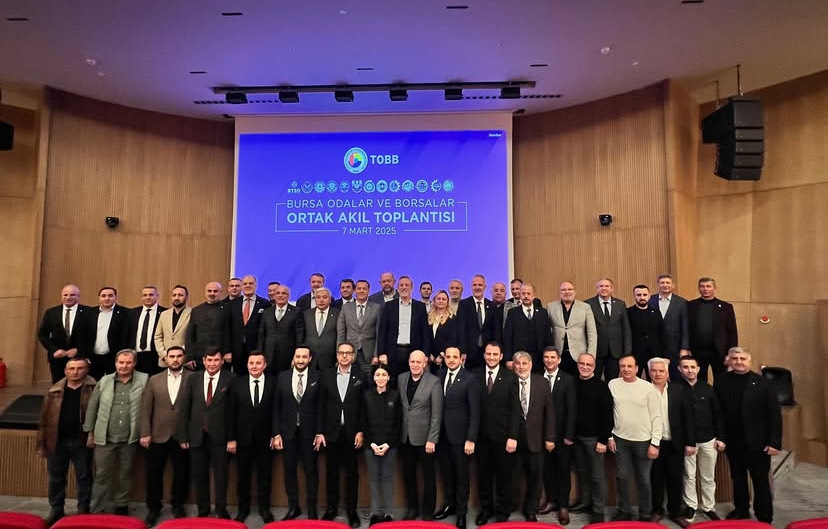 TOBB
BTSO
BURSA ODALAR VE BORSALAR
ORTAK AKIL TOPLANTISI
7 MART 2025